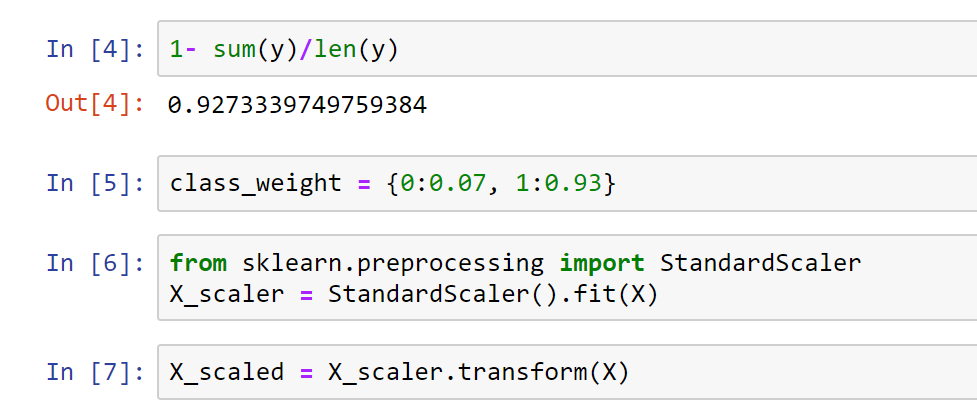 In [4]: 1- sum(y)/len(y)
Out[4]: 0.9273339749759384
In [5]: class_weight = {0:0.07, 1:0.93}
In [6]: from sklearn.preprocessing import StandardScaler
X_scaler = StandardScaler().fit(X)
In [7]: X_scaled = X_scaler.transform(X)